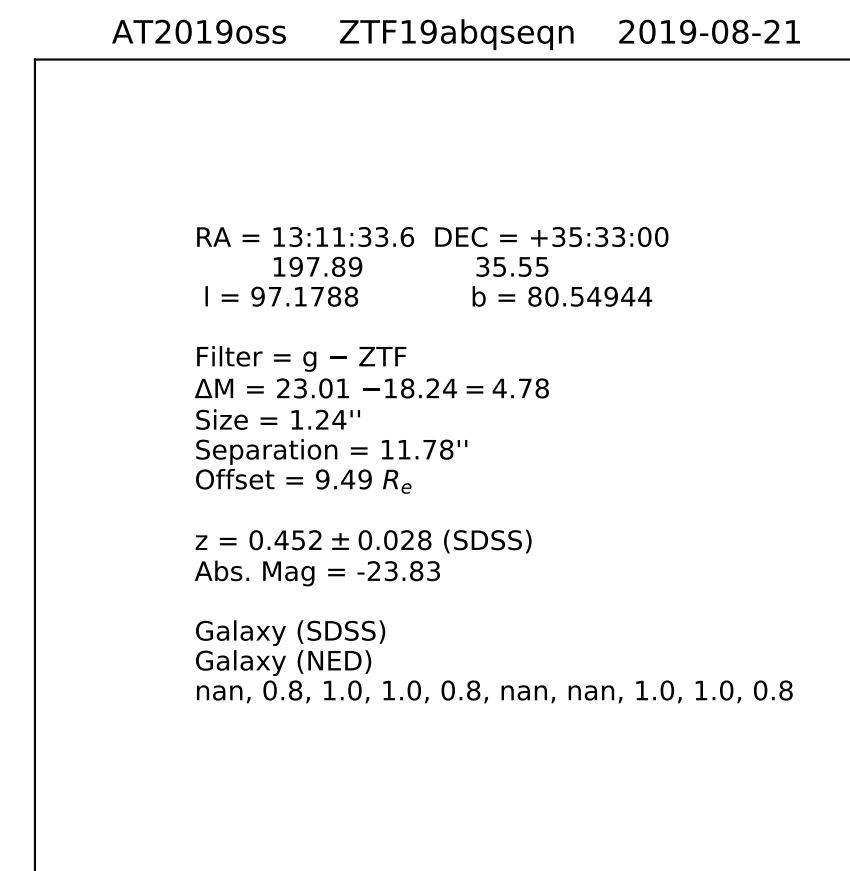 AT2019oss ZTF19abqseqn 2019-08-21
RA = 13:11:33.6 DEC = +35:33:00
197.89 35.55
l = 97.1788 b = 80.54944
Filter = g − ZTF
ΔM = 23.01 −18.24 = 4.78
Size = 1.24''
Separation = 11.78''
Offset = 9.49 Rₑ
z = 0.452 ± 0.028 (SDSS)
Abs. Mag = -23.83
Galaxy (SDSS)
Galaxy (NED)
nan, 0.8, 1.0, 1.0, 0.8, nan, nan, 1.0, 1.0, 0.8